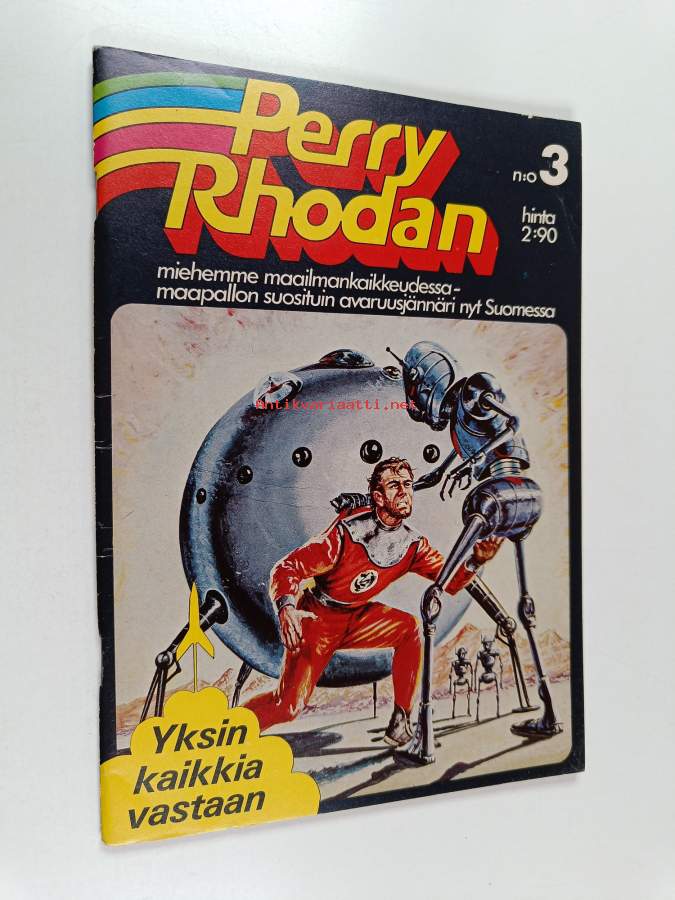 Perry
Rhodan
n:o 3
hinta
2:90
miehemme maailmankaikkeudessa-
maapallon suosituin avaruusjännäri nyt Suomessa
Antikvariaatti.net
Yksin
kaikkia
vastaan